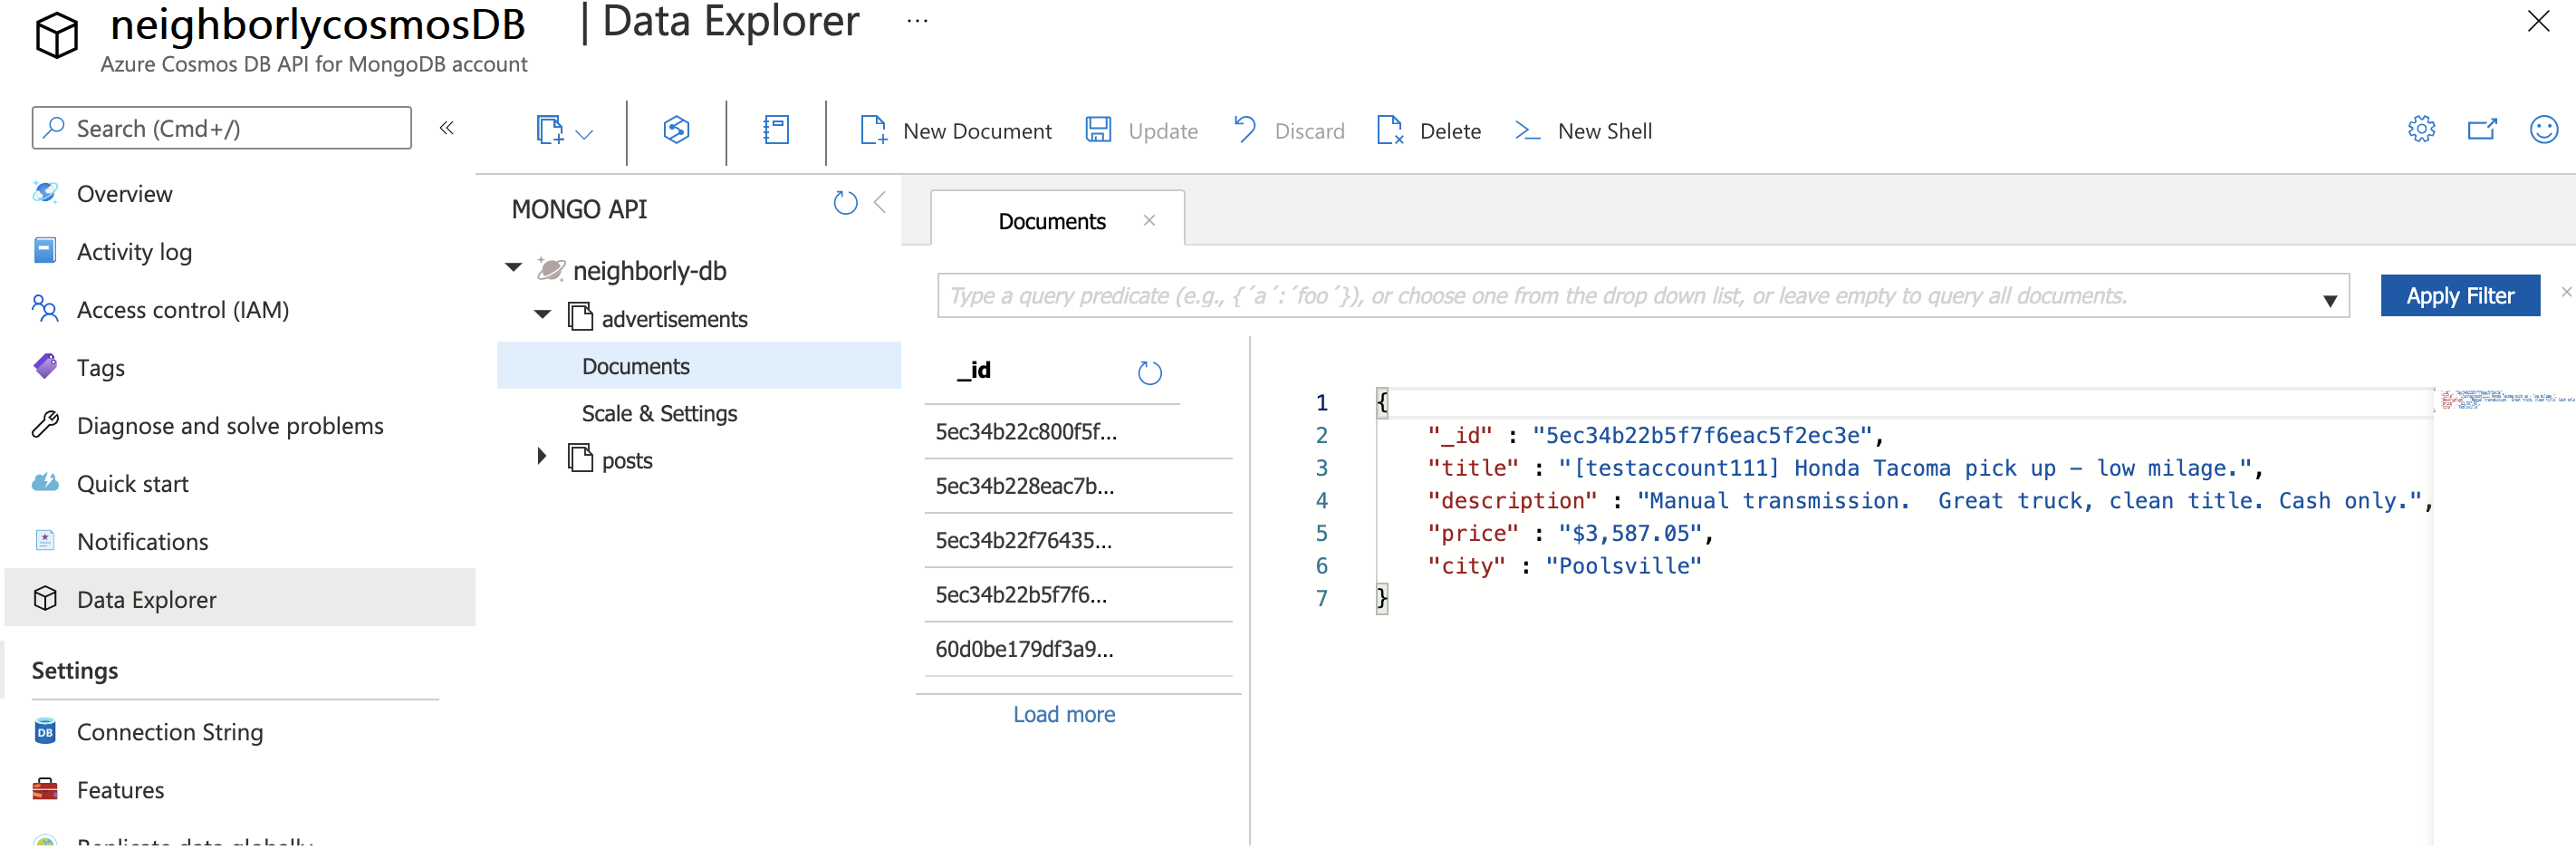 neighborlycosmosDB | Data Explorer ...
Azure Cosmos DB API for MongoDB account
Search (Cmd+/)
«
Overview
Activity log
Access control (IAM)
Tags
Diagnose and solve problems
Quick start
Notifications
Data Explorer
Settings
Connection String
Features
Replicate data globally
New Document
Update
Discard
Delete
New Shell
MONGO API
neighborly-db
advertisements
Documents
Scale & Settings
posts
Documents
Type a query predicate (e.g., {´a´:´foo´}), or choose one from the drop down list, or leave empty to query all documents.
Apply Filter
_id
5ec34b22c800f5f...
5ec34b228eac7b...
5ec34b22f76435...
5ec34b22b5f7f6...
60d0be179df3a9...
Load more
1 {
2 "_id" : "5ec34b22b5f7f6eac5f2ec3e",
3 "title" : "[testaccount111] Honda Tacoma pick up - low milage.",
4 "description" : "Manual transmission.  Great truck, clean title. Cash only.",
5 "price" : "$3,587.05",
6 "city" : "Poolsville"
7 }